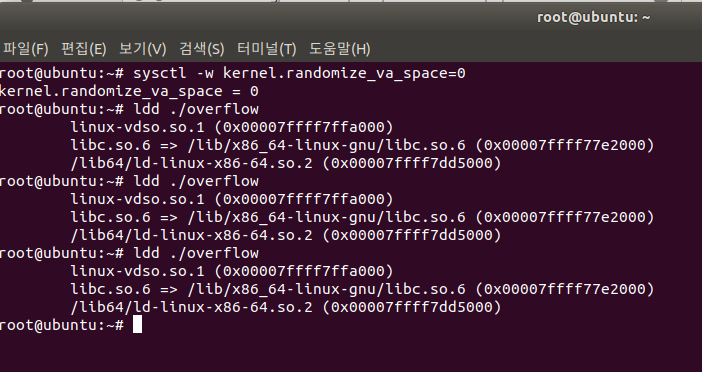 root@ubuntu: ~
파일(F) 편집(E) 보기(V) 검색(S) 터미널(T) 도움말(H)
root@ubuntu:~# sysctl -w kernel.randomize_va_space=0
kernel.randomize_va_space = 0
root@ubuntu:~# ldd ./overflow
linux-vdso.so.1 (0x00007ffff7ffa000)
libc.so.6 => /lib/x86_64-linux-gnu/libc.so.6 (0x00007ffff77e2000)
/lib64/ld-linux-x86-64.so.2 (0x00007ffff7dd5000)
root@ubuntu:~# ldd ./overflow
linux-vdso.so.1 (0x00007ffff7ffa000)
libc.so.6 => /lib/x86_64-linux-gnu/libc.so.6 (0x00007ffff77e2000)
/lib64/ld-linux-x86-64.so.2 (0x00007ffff7dd5000)
root@ubuntu:~# ldd ./overflow
linux-vdso.so.1 (0x00007ffff7ffa000)
libc.so.6 => /lib/x86_64-linux-gnu/libc.so.6 (0x00007ffff77e2000)
/lib64/ld-linux-x86-64.so.2 (0x00007ffff7dd5000)
root@ubuntu:~#